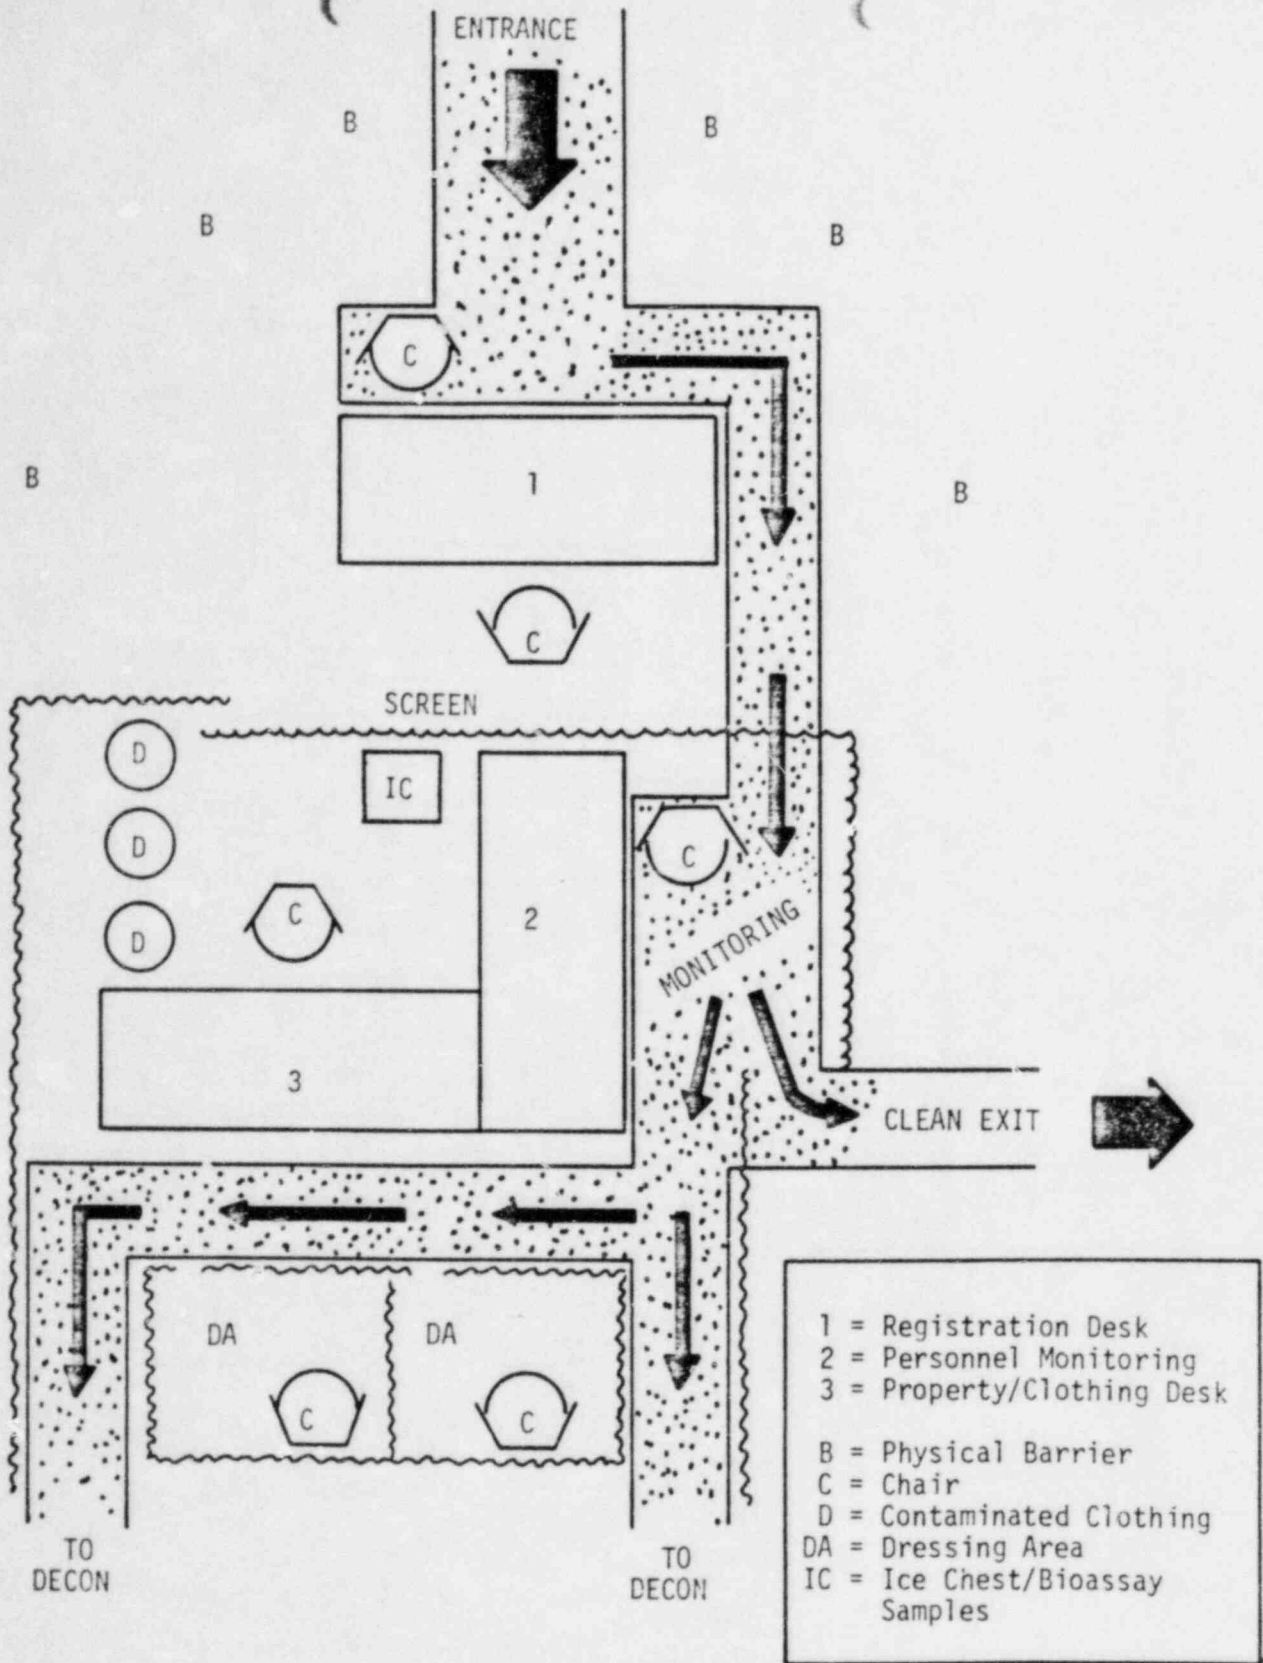 ENTRANCE
B
B
B
B
C
B
1
B
C
SCREEN
D
IC
D
C
C
2
D
MONITORING
3
CLEAN EXIT
DA
DA
C
C
TO
DECON
TO
DECON
1 = Registration Desk
2 = Personnel Monitoring
3 = Property/Clothing Desk
B = Physical Barrier
C = Chair
D = Contaminated Clothing
DA = Dressing Area
IC = Ice Chest/Bioassay
Samples